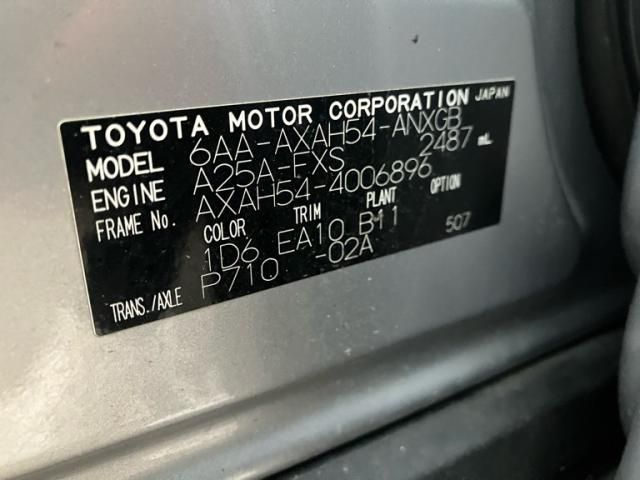 TOYOTA MOTOR CORPORATION JAPAN
MODEL 6AA-AXAH54-ANXGB
ENGINE A25A-FXS 2487 mL
FRAME No. AXAH54-4006896
COLOR TRIM PLANT OPTION
1D6 EA10 B11 507
TRANS./AXLE P710 -02A